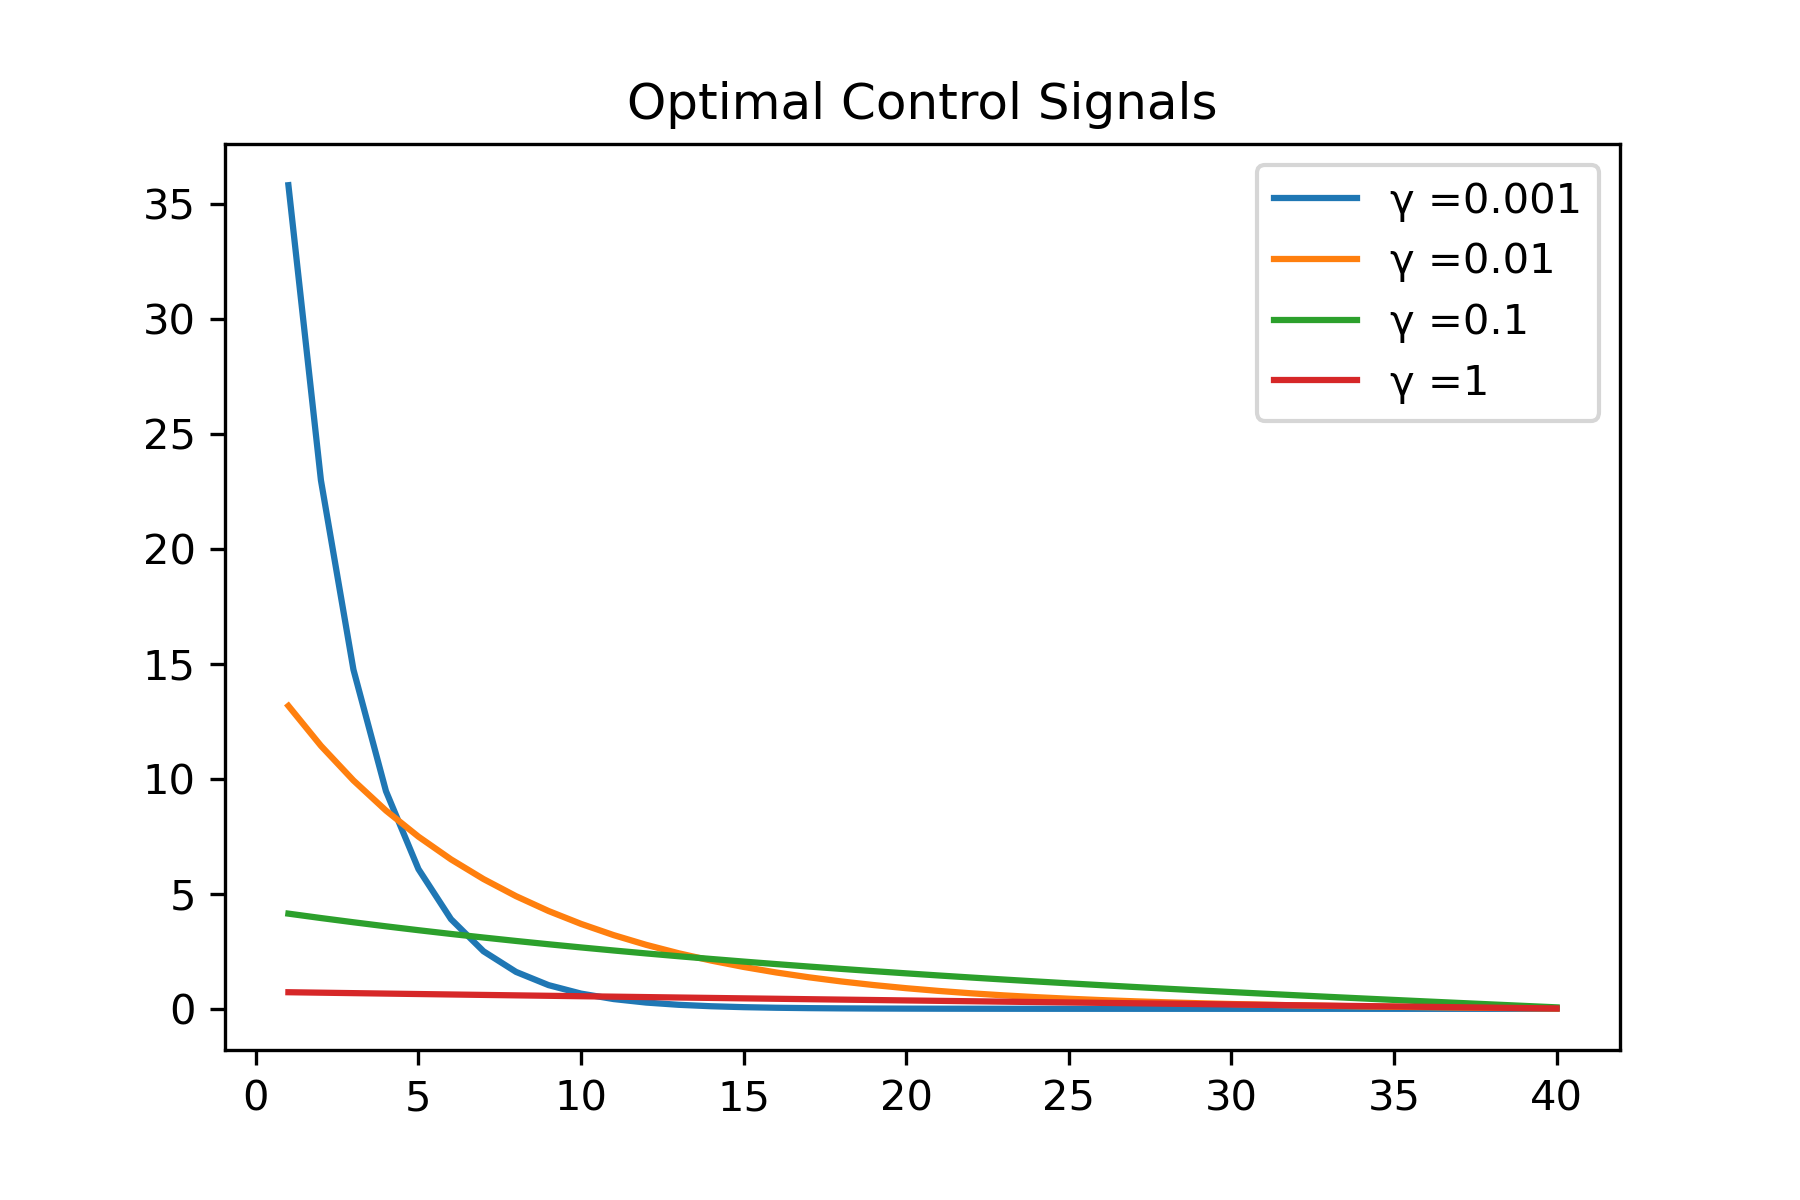 Optimal Control Signals
γ =0.001
γ =0.01
γ =0.1
γ =1
35
30
25
20
15
10
5
0
0 5 10 15 20 25 30 35 40